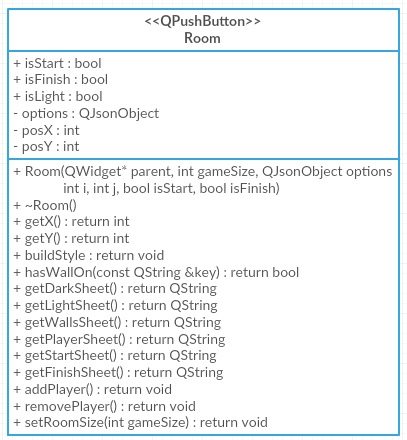 <<QPushButton>>
Room
+ isStart : bool
+ isFinish : bool
+ isLight : bool
- options : QJsonObject
- posX : int
- posY : int
+ Room(QWidget* parent, int gameSize, QJsonObject options
int i, int j, bool isStart, bool isFinish)
+ ~Room()
+ getX() : return int
+ getY() : return int
+ buildStyle : return void
+ hasWallOn(const QString &key) : return bool
+ getDarkSheet() : return QString
+ getLightSheet() : return QString
+ getWallsSheet() : return QString
+ getPlayerSheet() : return QString
+ getStartSheet() : return QString
+ getFinishSheet() : return QString
+ addPlayer() : return void
+ removePlayer() : return void
+ setRoomSize(int gameSize) : return void